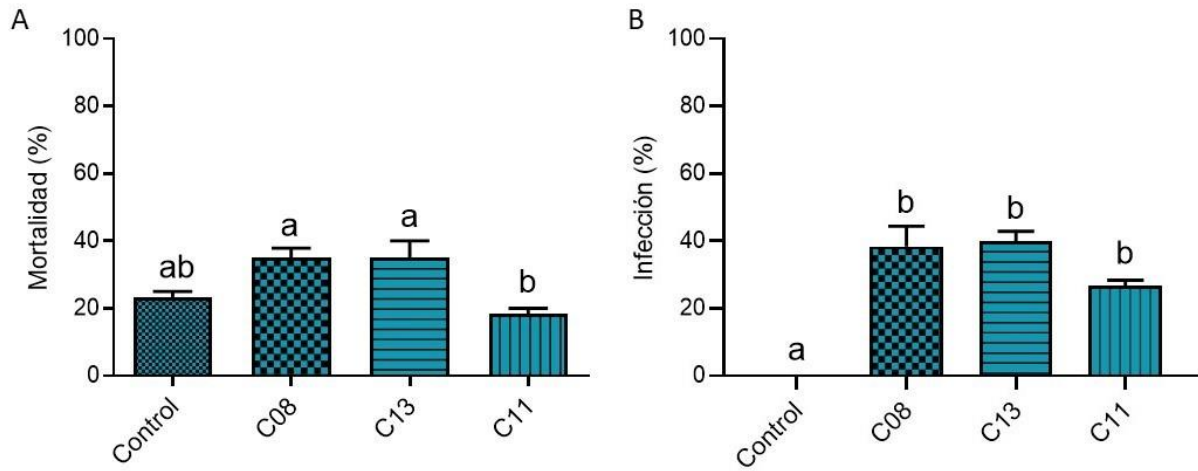 A
Mortalidad (%)
100
80
60
40
20
0
ab
a
a
b
Control
C08
C13
C11
B
Infección (%)
100
80
60
40
20
0
a
b
b
b
Control
C08
C13
C11